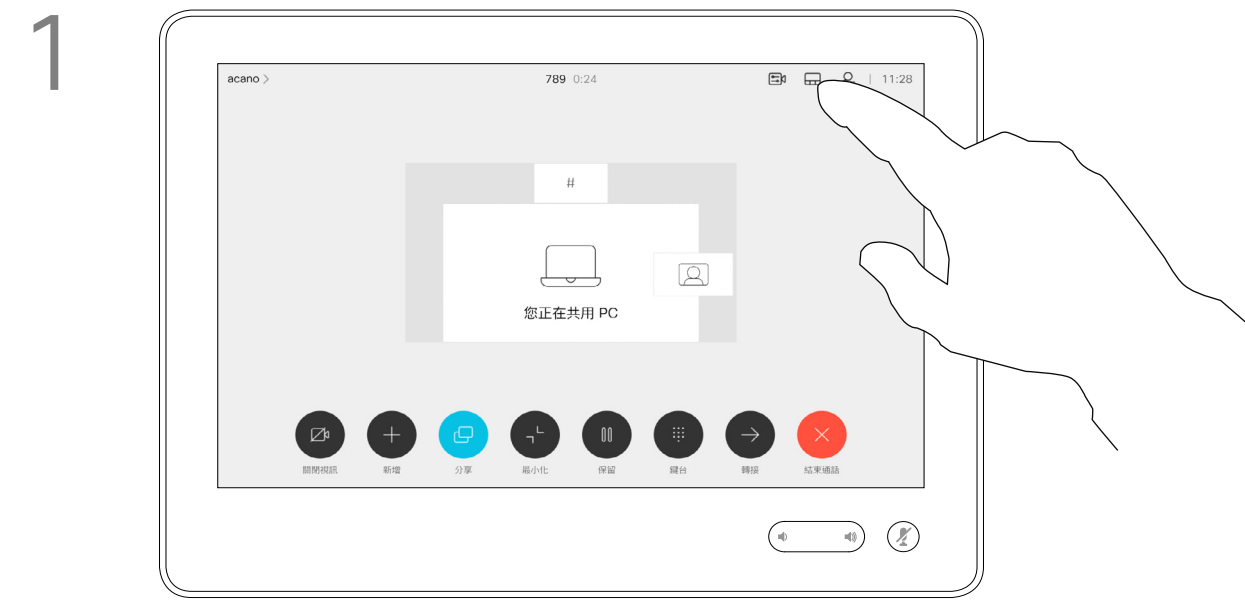 1
acano >
789 0:24
11:28
#
您正在共用 PC
關閉視訊
新增
分享
最小化
保留
鍵台
轉接
結束通話